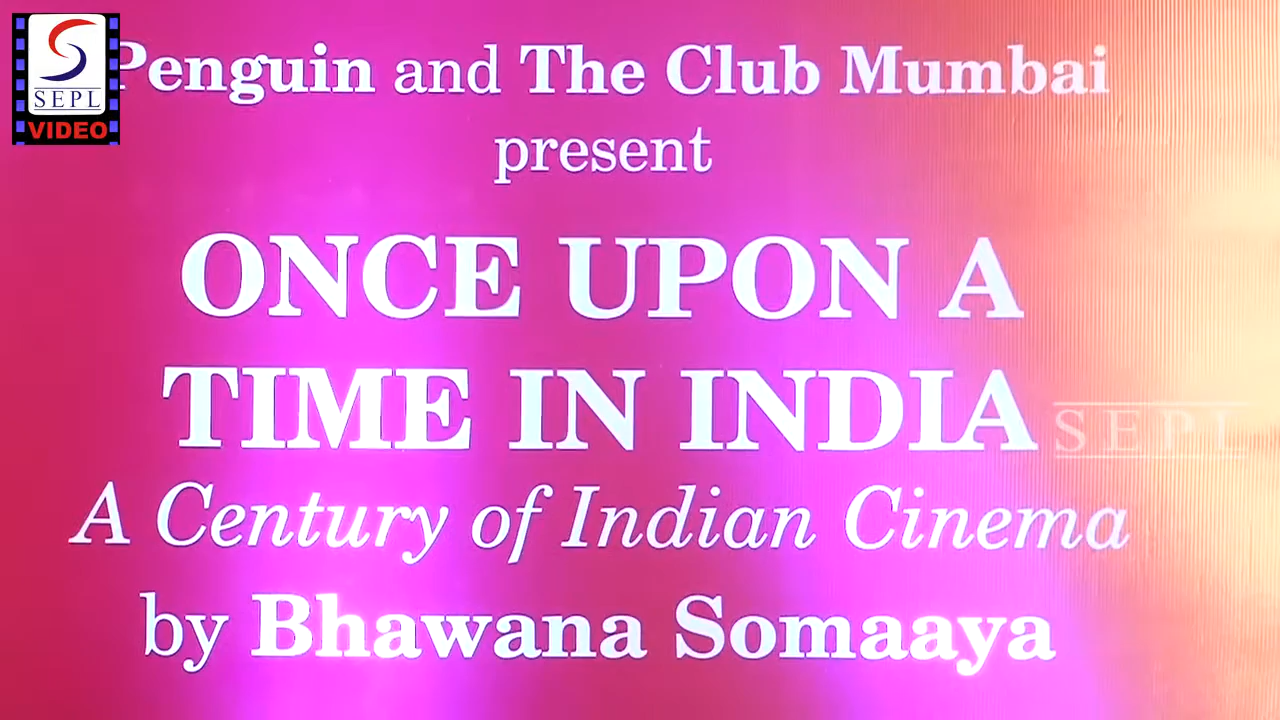 SEPL
VIDEO
Penguin and The Club Mumbai
present
ONCE UPON A
TIME IN INDIA
SEPL
A Century of Indian Cinema
by Bhawana Somaaya